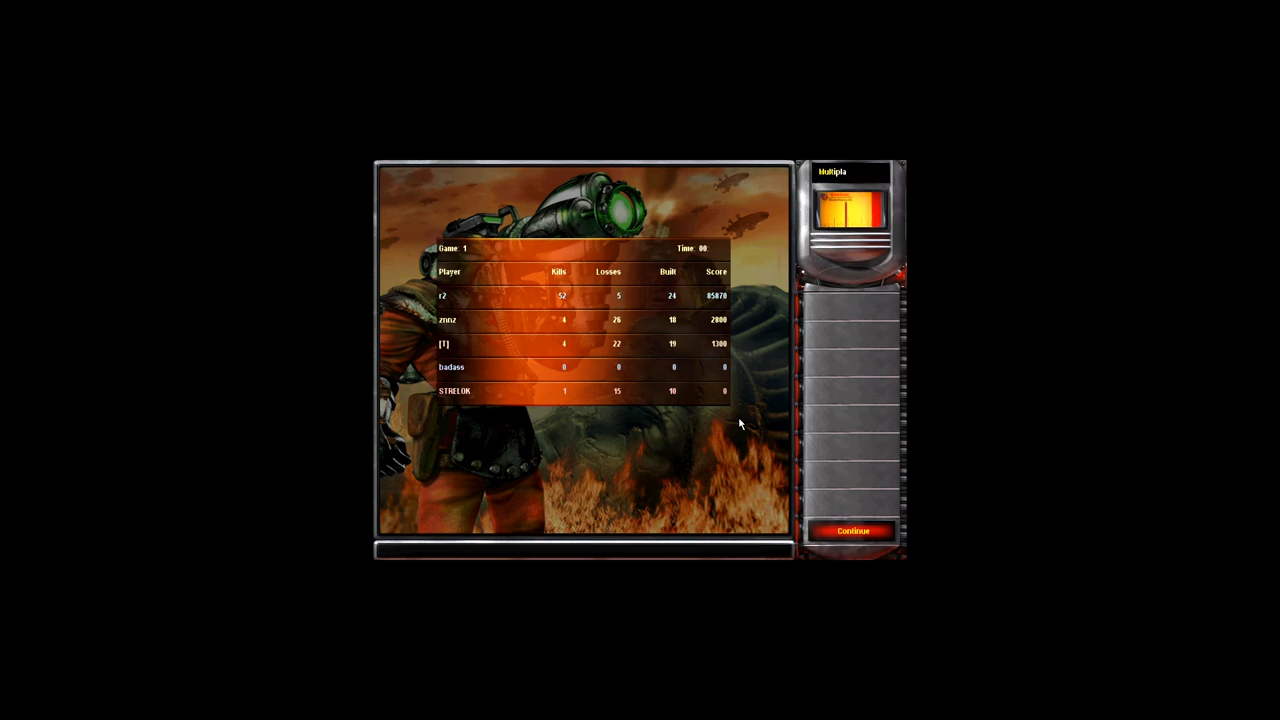 Multipla
Game: 1 Time: 00:
Player Kills Losses Built Score
r2 52 5 24 85870
znnz 4 26 18 2800
[T] 4 22 19 1300
badass 0 0 0 0
STRELOK 1 15 10 0
Continue